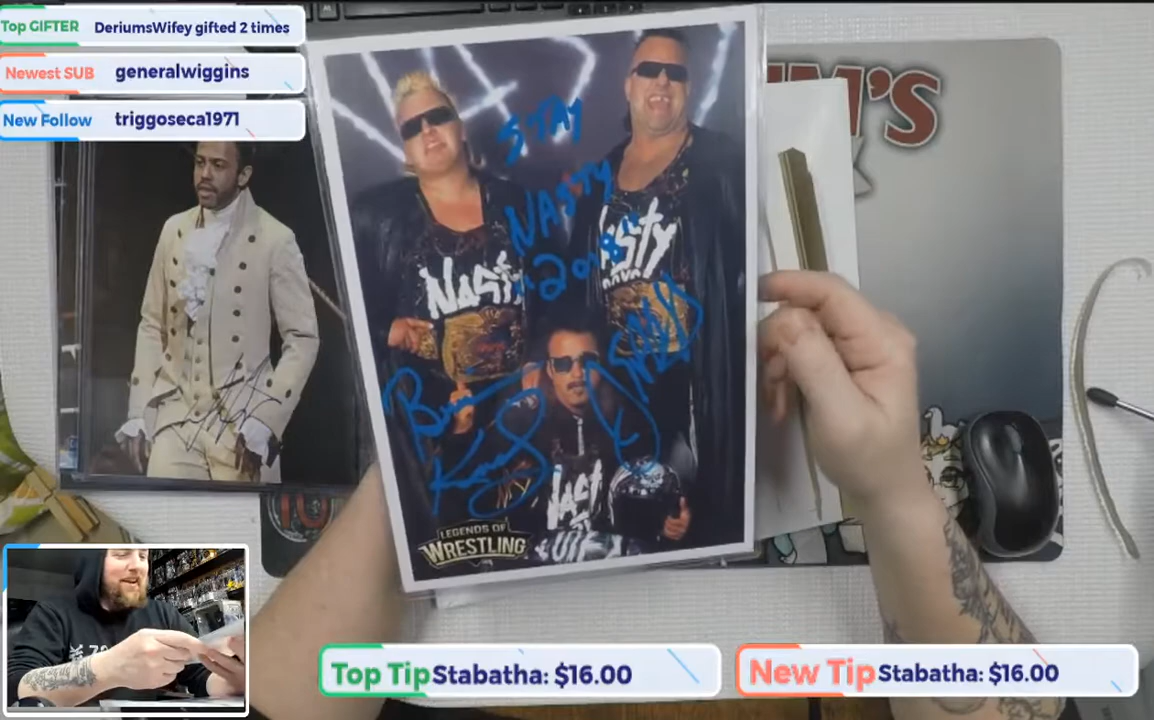 Top GIFTER DeriumsWifey gifted 2 times
Newest SUB generalwiggins
New Follow triggoseca1971
'S
STAY
NASTY
"2018"
NASTY
NASTY
NASTY
LEGENDS OF
WRESTLING
Top Tip Stabatha: $16.00
New Tip Stabatha: $16.00